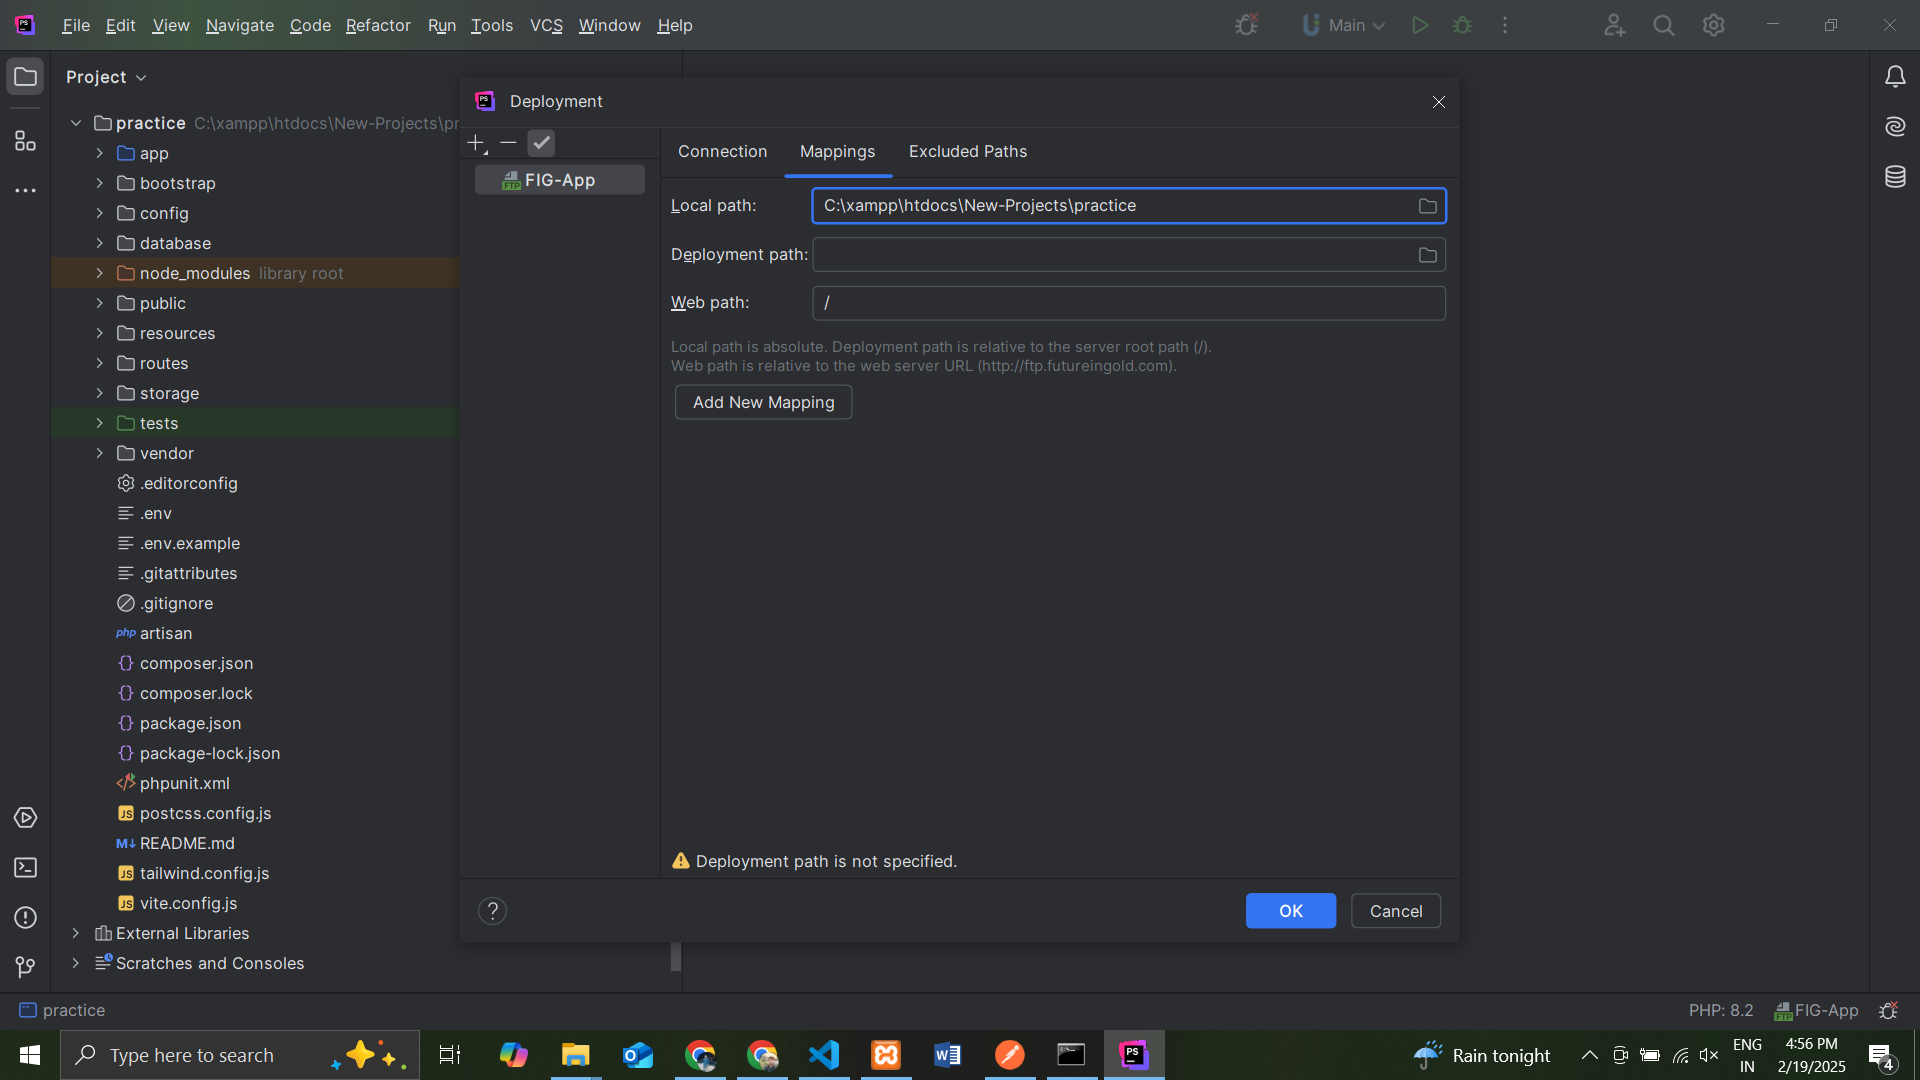 File Edit View Navigate Code Refactor Run Tools VCS Window Help
Main
Project
practice C:\xampp\htdocs\New-Projects\pr
app
bootstrap
config
database
node_modules library root
public
resources
routes
storage
tests
vendor
.editorconfig
.env
.env.example
.gitattributes
.gitignore
php artisan
composer.json
composer.lock
package.json
package-lock.json
phpunit.xml
JS postcss.config.js
M↓ README.md
JS tailwind.config.js
JS vite.config.js
External Libraries
Scratches and Consoles
PS Deployment
FTP FIG-App
Connection Mappings Excluded Paths
Local path: C:\xampp\htdocs\New-Projects\practice
Deployment path:
Web path: /
Local path is absolute. Deployment path is relative to the server root path (/).
Web path is relative to the web server URL (http://ftp.futureingold.com).
Add New Mapping
Deployment path is not specified.
? OK Cancel
practice
PHP: 8.2 FTP FIG-App
Type here to search
Rain tonight
ENG
IN
4:56 PM
2/19/2025
4